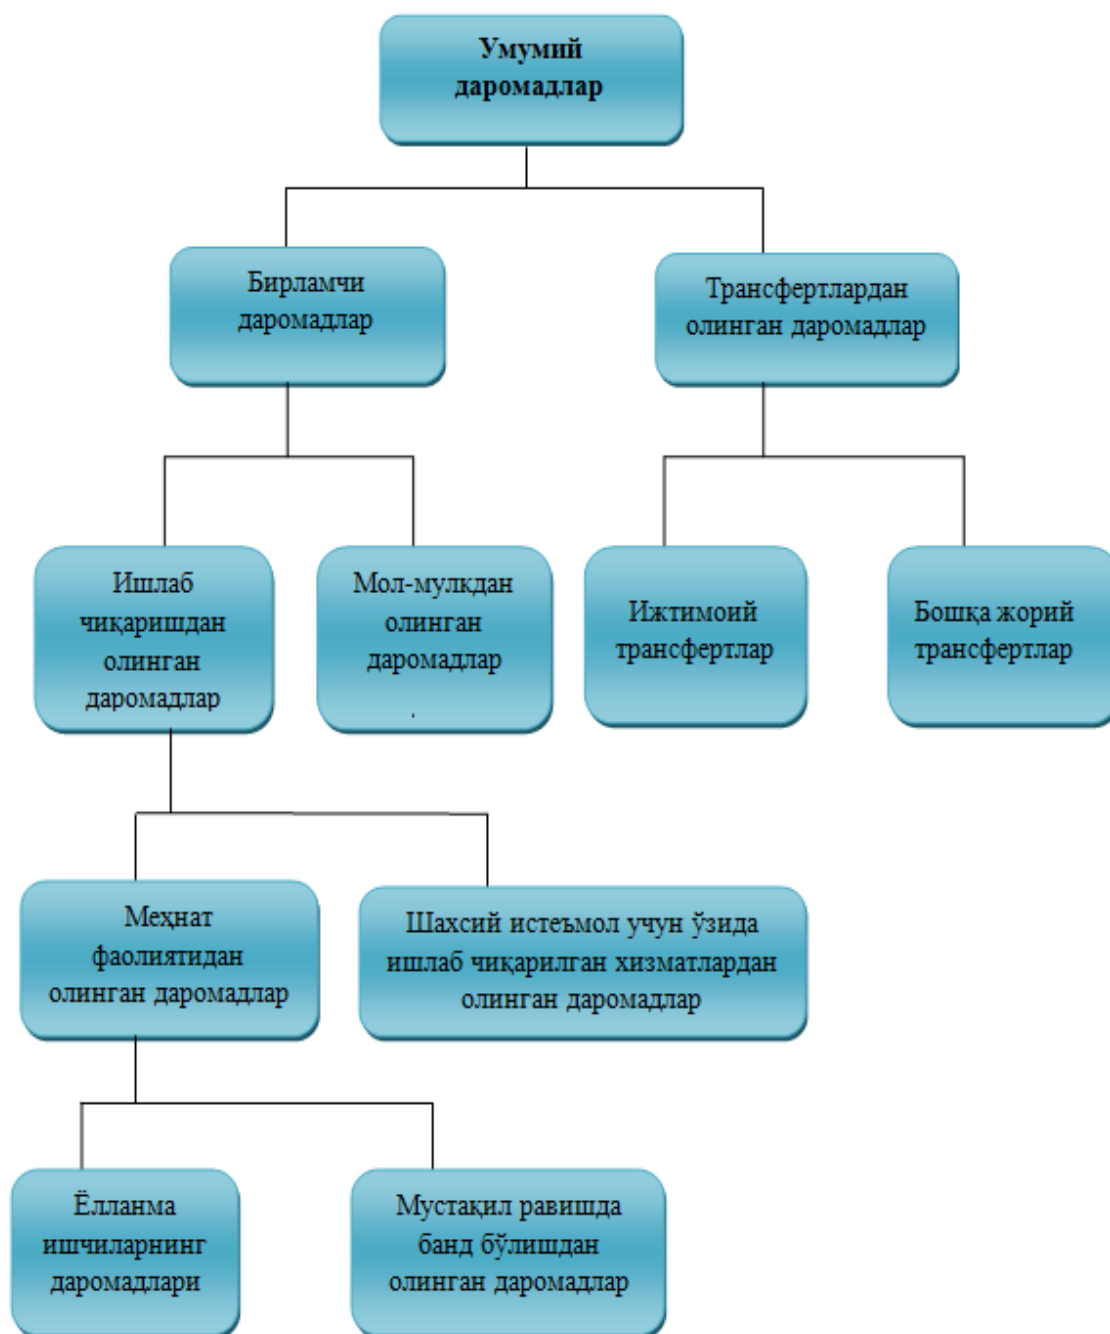 Умумий
даромадлар
Бирламчи
даромадлар
Трансфертлардан
олинган даромадлар
Ишлаб
чиқаришдан
олинган
даромадлар
Мол-мулкдан
олинган
даромадлар
.
Ижтимоий
трансфертлар
Бошқа жорий
трансфертлар
Меҳнат
фаолиятидан
олинган даромадлар
Шахсий истеъмол учун ўзида
ишлаб чиқарилган хизматлардан
олинган даромадлар
Ёлланма
ишчиларнинг
даромадлари
Мустақил равишда
банд бўлишдан
олинган даромадлар